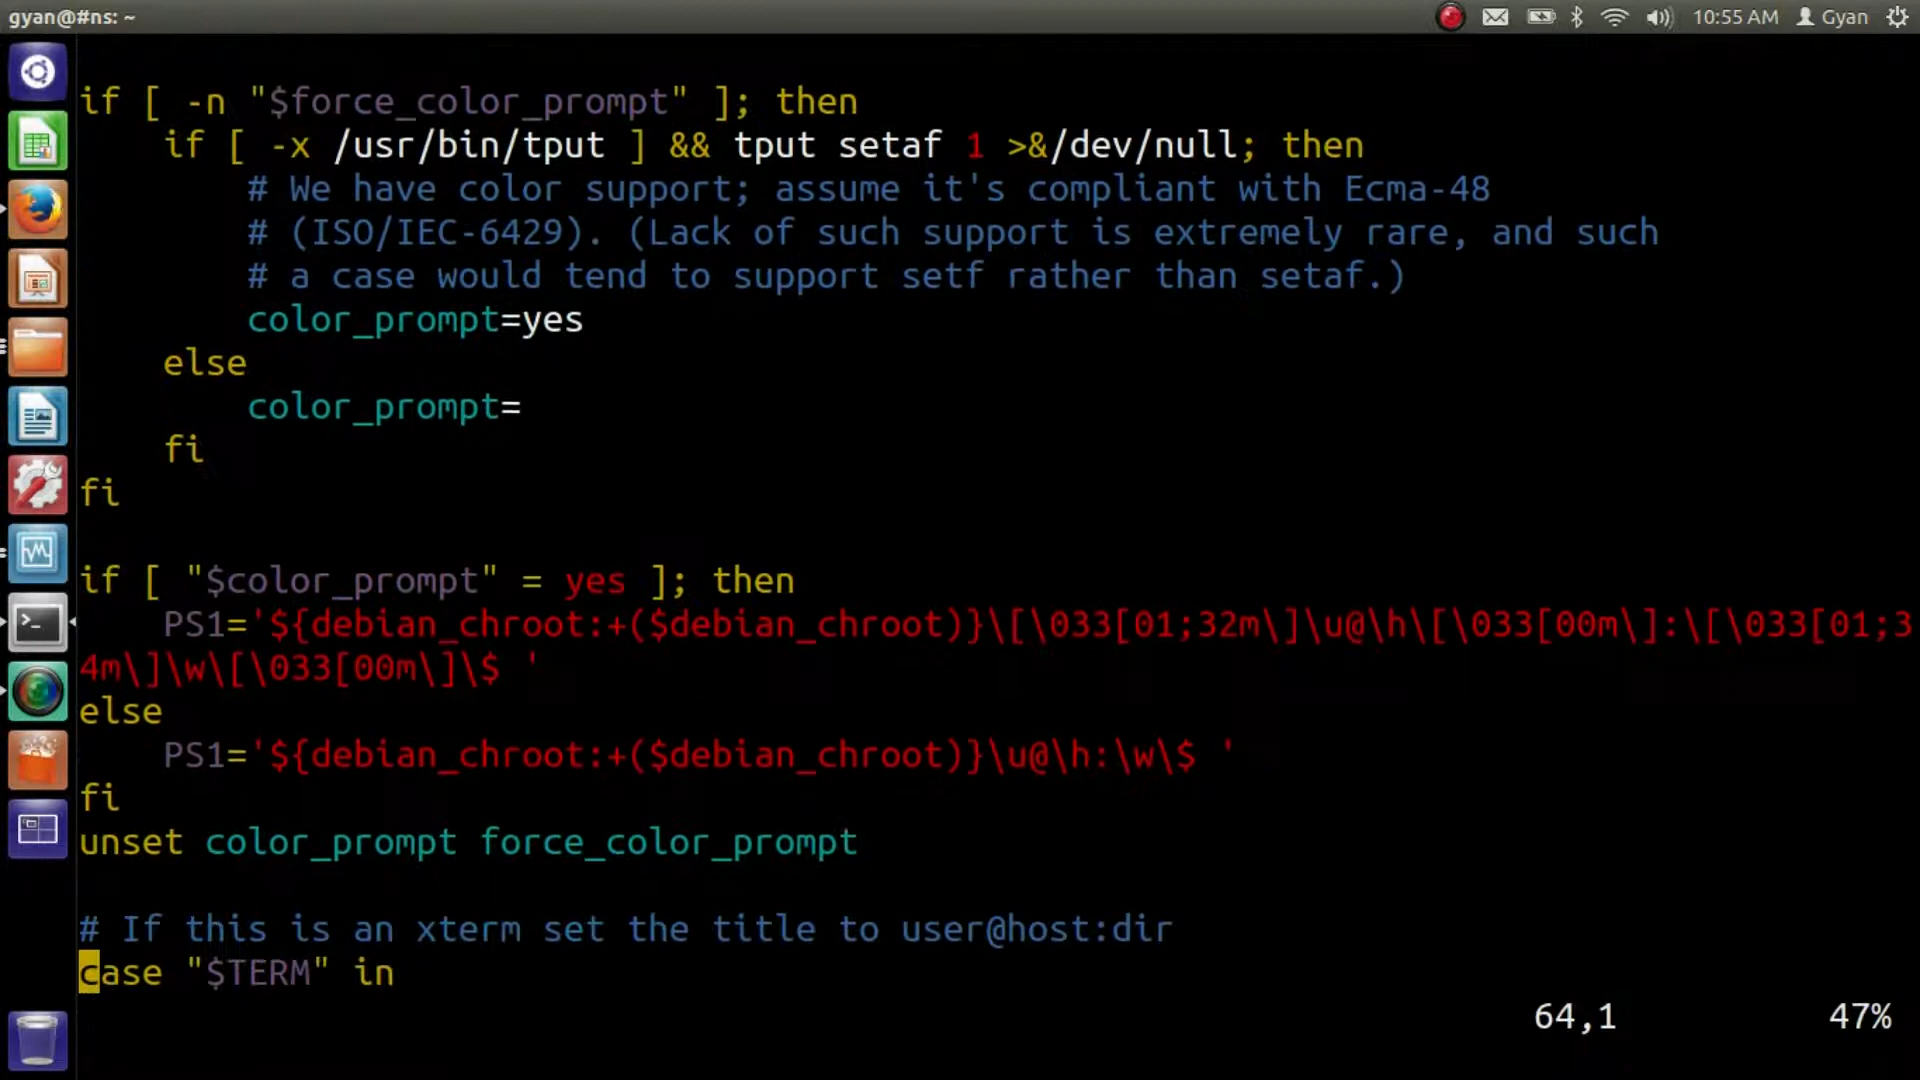 gyan@#ns: ~
10:55 AM
Gyan
if [ -n "$force_color_prompt" ]; then
    if [ -x /usr/bin/tput ] && tput setaf 1 >&/dev/null; then
        # We have color support; assume it's compliant with Ecma-48
        # (ISO/IEC-6429). (Lack of such support is extremely rare, and such
        # a case would tend to support setf rather than setaf.)
        color_prompt=yes
    else
        color_prompt=
    fi
fi
if [ "$color_prompt" = yes ]; then
    PS1='${debian_chroot:+($debian_chroot)}\[\033[01;32m\]\u@\h\[\033[00m\]:\[\033[01;3
4m\]\w\[\033[00m\]\$ '
else
    PS1='${debian_chroot:+($debian_chroot)}\u@\h:\w\$ '
fi
unset color_prompt force_color_prompt
# If this is an xterm set the title to user@host:dir
case "$TERM" in
64,1
47%